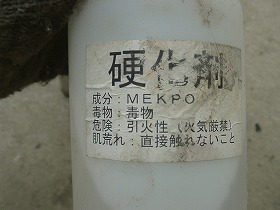 硬化剤
成分：ＭＥＫＰＯ
毒物：毒物
危険：引火性（火気厳禁）
肌荒れ：直接触れないこと